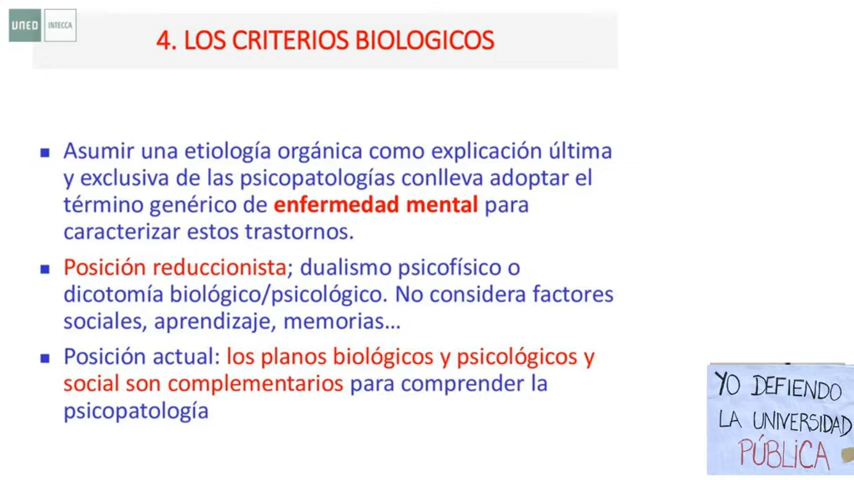 UNED
INTECCA
4. LOS CRITERIOS BIOLOGICOS
Asumir una etiología orgánica como explicación última
y exclusiva de las psicopatologías conlleva adoptar el
término genérico de enfermedad mental para
caracterizar estos trastornos.
Posición reduccionista; dualismo psicofísico o
dicotomía biológico/psicológico. No considera factores
sociales, aprendizaje, memorias...
Posición actual: los planos biológicos y psicológicos y
social son complementarios para comprender la
psicopatología
YO DEFIENDO
LA UNIVERSIDAD
PÚBLICA